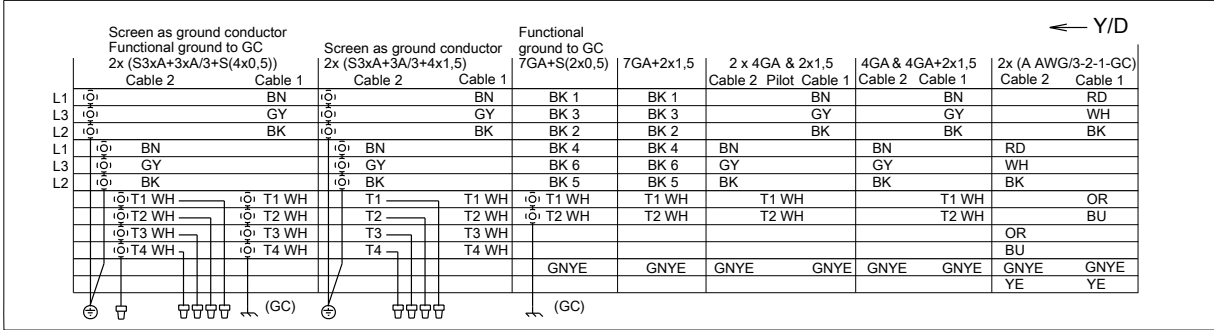 Y/D
Screen as ground conductor Functional
Functional ground to GC Screen as ground conductor ground to GC
2x (S3xA+3xA/3+S(4x0,5)) 2x (S3xA+3A/3+4x1,5) 7GA+S(2x0,5) 7GA+2x1,5 2 x 4GA & 2x1,5 4GA & 4GA+2x1,5 2x (A AWG/3-2-1-GC)
Cable 2 Cable 1 Cable 2 Cable 1 Cable 2 Pilot Cable 1 Cable 2 Cable 1 Cable 2 Cable 1
L1 BN BN BK 1 BK 1 BN BN RD
L3 GY GY BK 3 BK 3 GY GY WH
L2 BK BK BK 2 BK 2 BK BK BK
L1 BN BN BK 4 BK 4 BN BN RD
L3 GY GY BK 6 BK 6 GY GY WH
L2 BK BK BK 5 BK 5 BK BK BK
T1 WH T1 WH T1 T1 WH T1 WH T1 WH T1 WH T1 WH OR
T2 WH T2 WH T2 T2 WH T2 WH T2 WH T2 WH T2 WH BU
T3 WH T3 WH T3 T3 WH OR
T4 WH T4 WH T4 T4 WH BU
GNYE GNYE GNYE GNYE GNYE GNYE GNYE GNYE
YE YE
(GC) (GC)